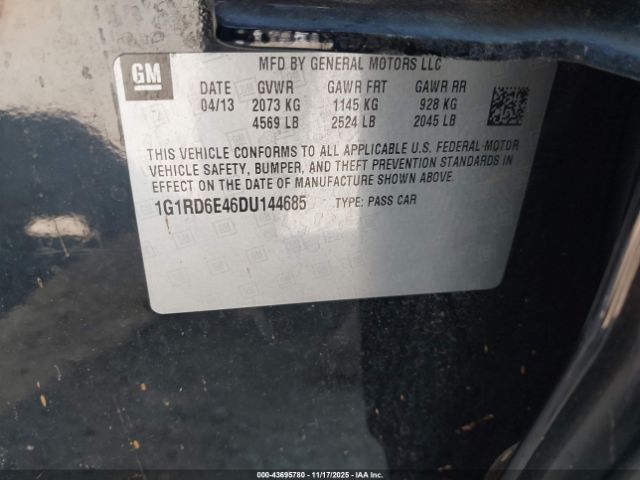 GM
MFD BY GENERAL MOTORS LLC
DATE GVWR GAWR FRT GAWR RR
04/13 2073 KG 1145 KG 928 KG
4569 LB 2524 LB 2045 LB
THIS VEHICLE CONFORMS TO ALL APPLICABLE U.S. FEDERAL MOTOR
VEHICLE SAFETY, BUMPER, AND THEFT PREVENTION STANDARDS IN
EFFECT ON THE DATE OF MANUFACTURE SHOWN ABOVE.
1G1RD6E46DU144685 TYPE: PASS CAR
000-43695780 — 11/17/2025 — IAA, Inc.